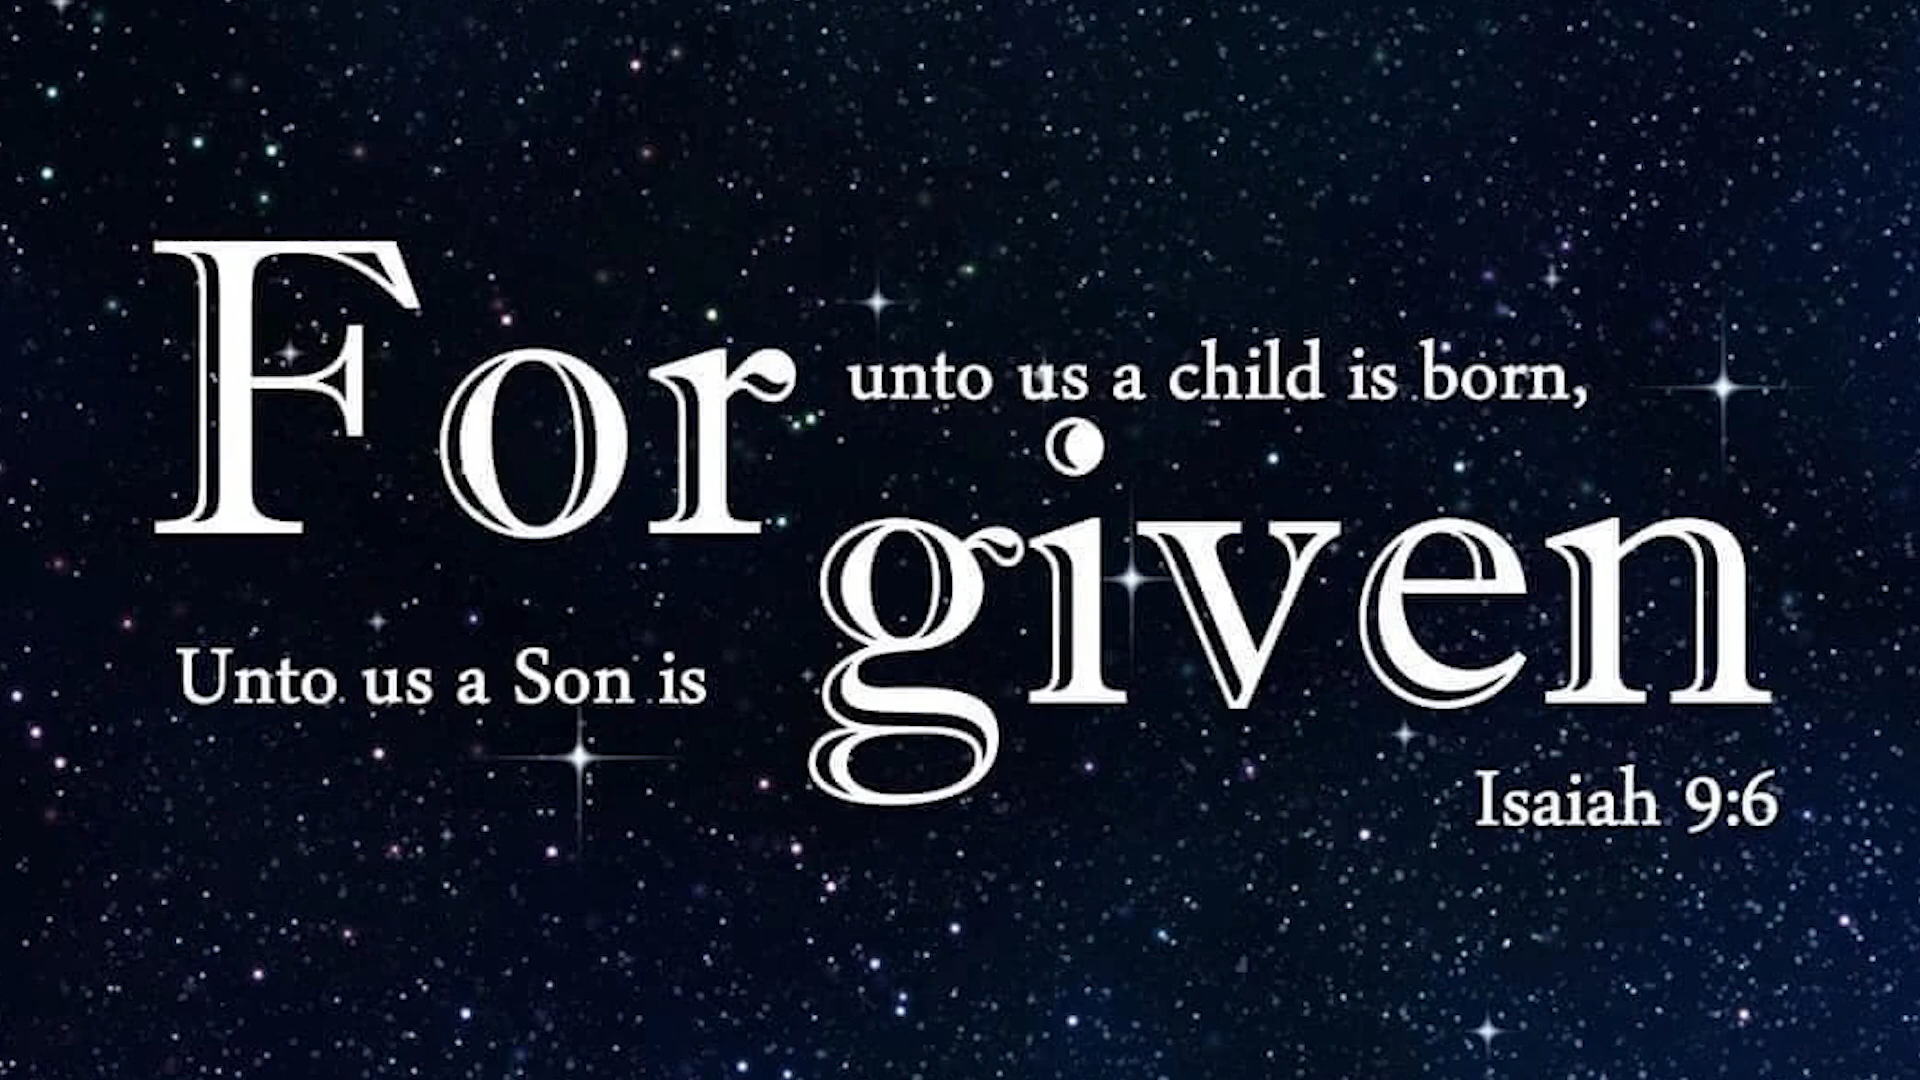 For unto us a child is born,
Unto us a Son is given
Isaiah 9:6